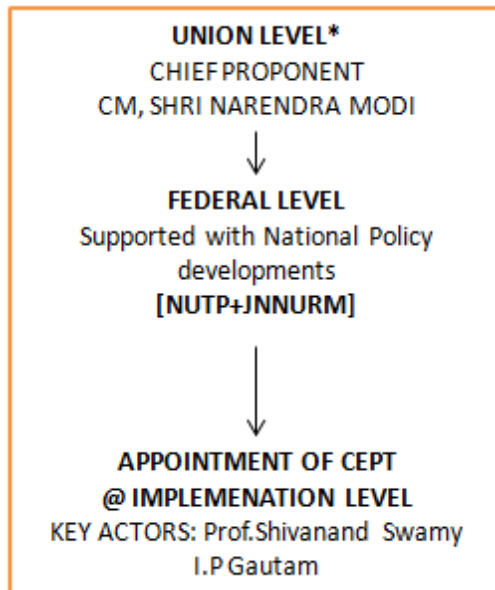 UNION LEVEL*
CHIEF PROPONENT
CM, SHRI NARENDRA MODI
FEDERAL LEVEL
Supported with National Policy
developments
[NUTP+JNNURM]
APPOINTMENT OF CEPT
@ IMPLEMENATION LEVEL
KEY ACTORS: Prof.Shivanand Swamy
I.P Gautam